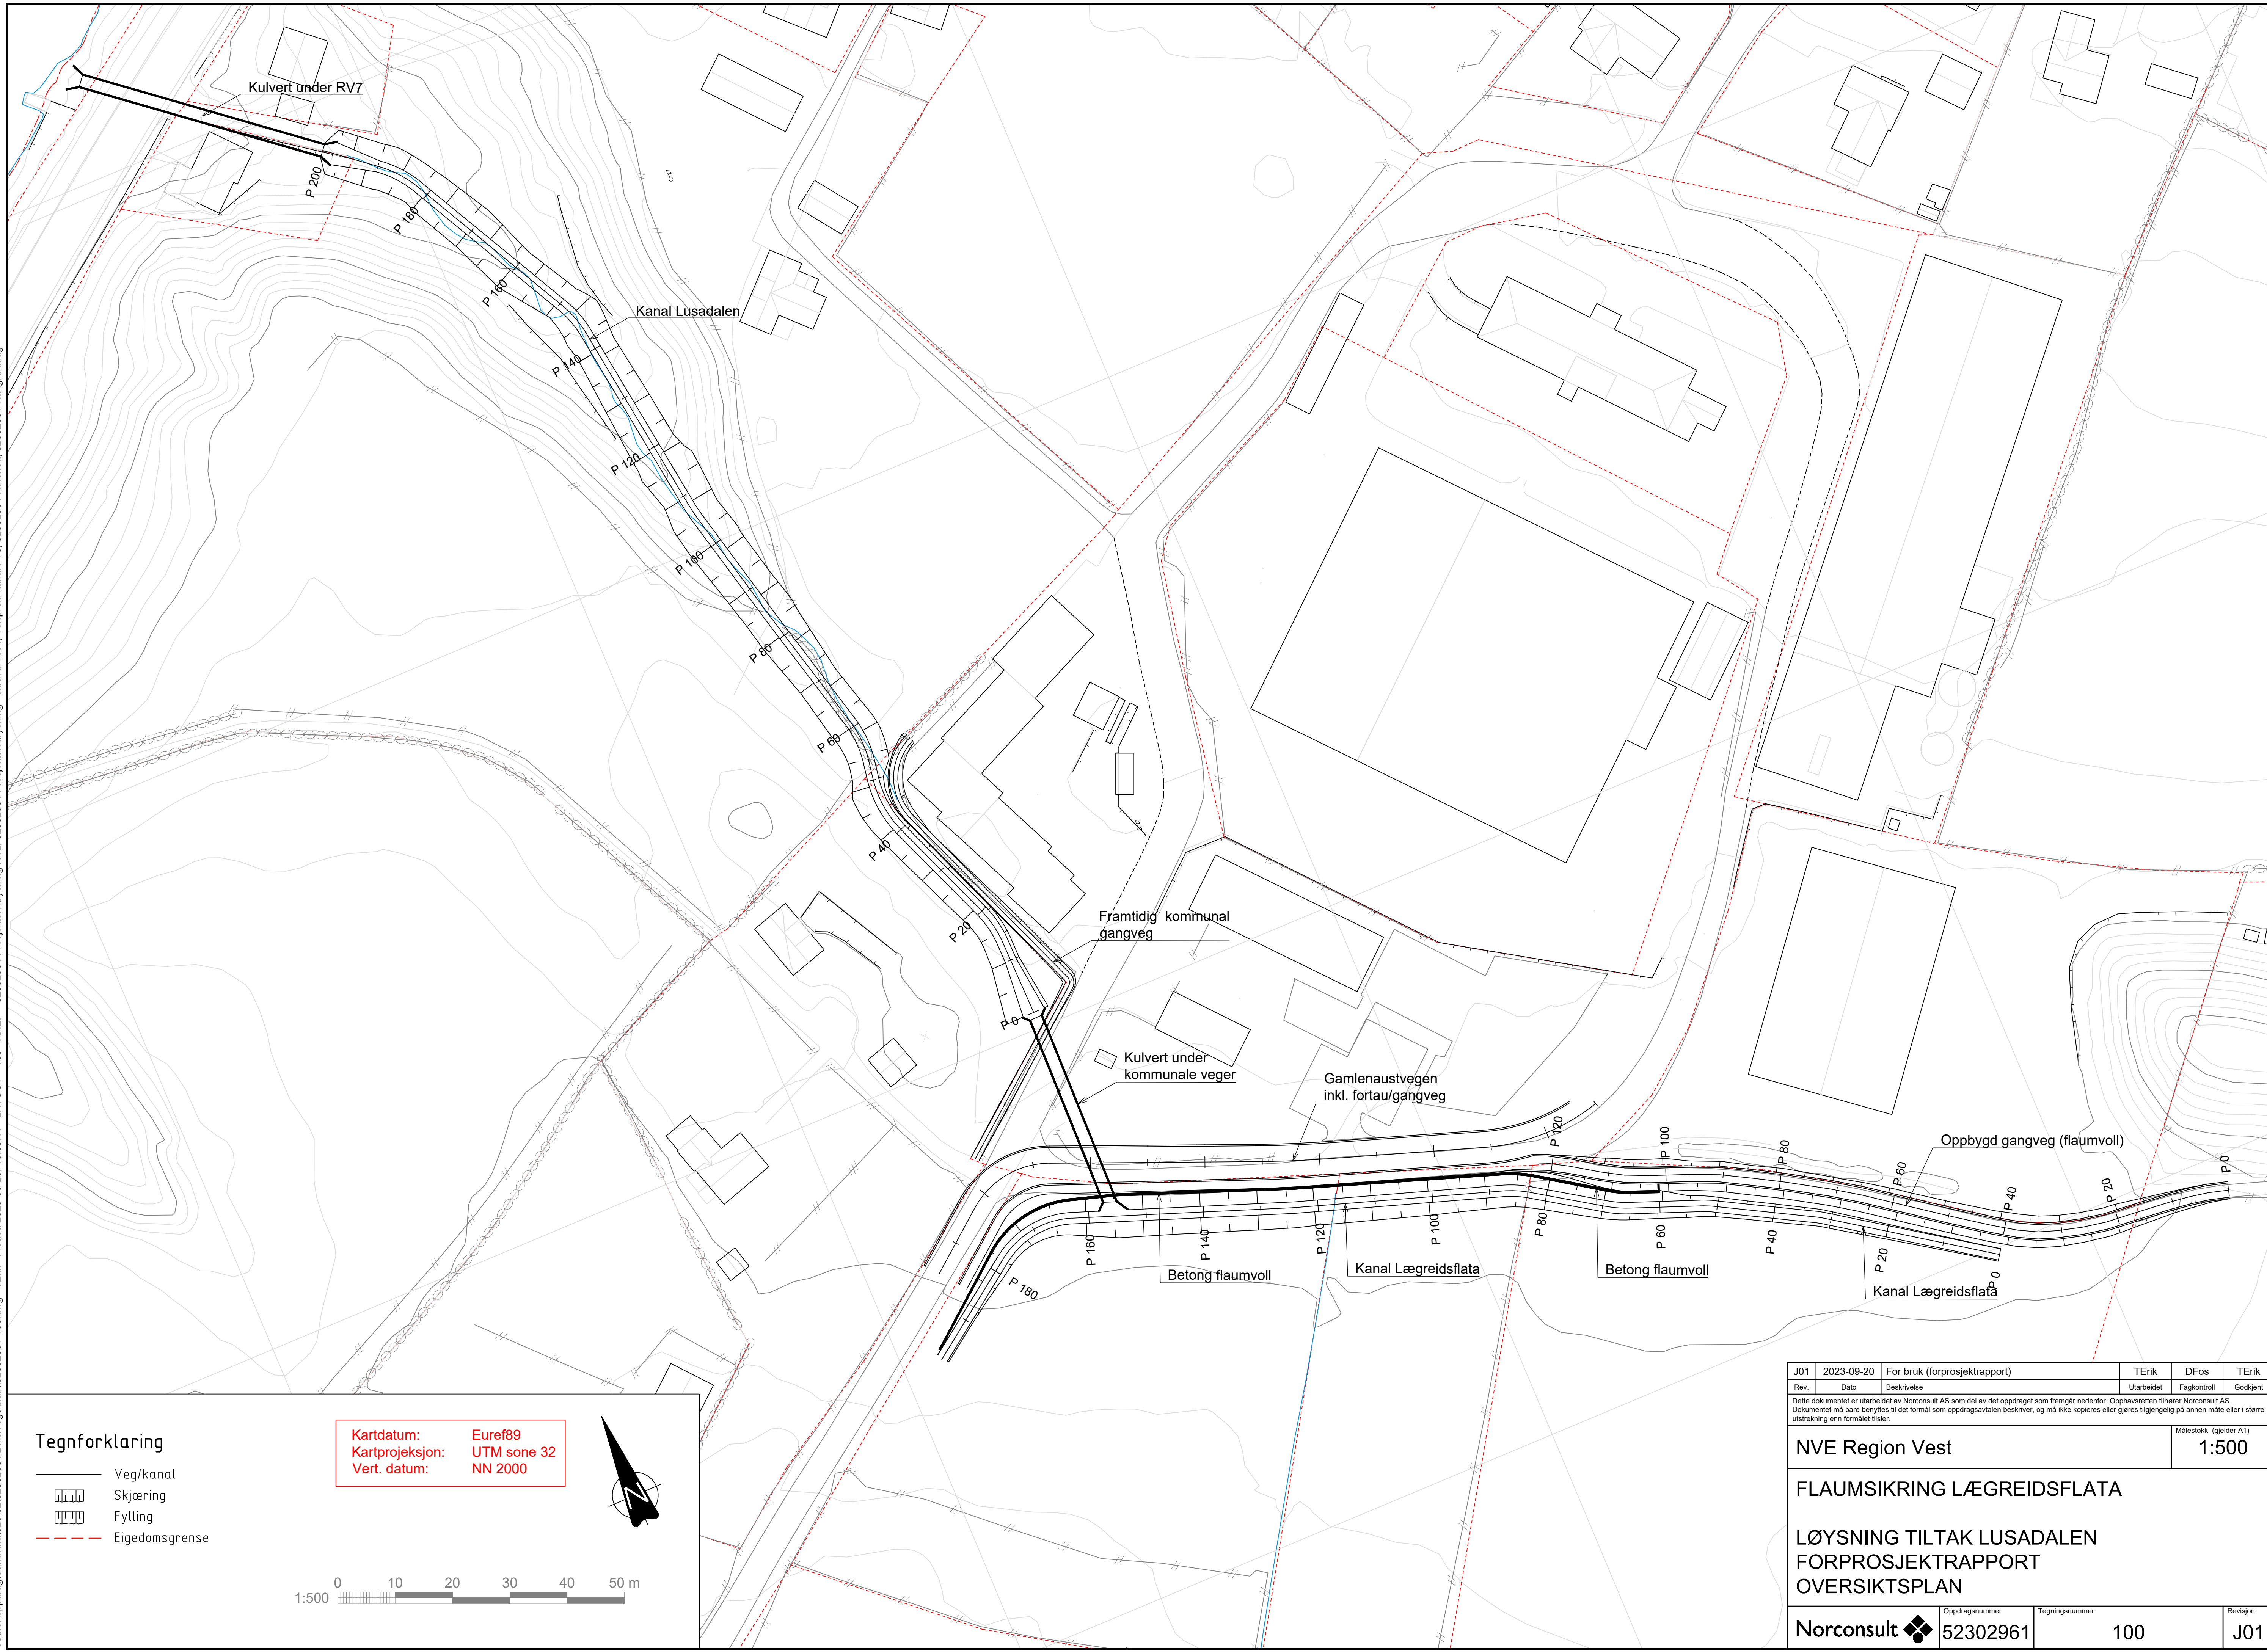 Kulvert under RV7
P 200
P 180
P 160
Kanal Lusadalen
P 140
P 120
P 100
P 80
P 60
P 40
P 20
P 0
Framtidig kommunal
gangveg
Kulvert under
kommunale veger
Gamlenaustvegen
inkl. fortau/gangveg
P 120
P 100
P 80
P 60
P 40
P 20
P 0
Oppbygd gangveg (flaumvoll)
P 180
P 160
P 140
P 120
P 100
P 80
P 60
P 40
P 20
P 0
Betong flaumvoll
Kanal Lægreidsflata
Betong flaumvoll
Kanal Lægreidsflata
Tegnforklaring
Veg/kanal
Skjæring
Fylling
Eigedomsgrense
Kartdatum: Euref89
Kartprojeksjon: UTM sone 32
Vert. datum: NN 2000
N
1:500 0 10 20 30 40 50 m
J01 2023-09-20 For bruk (forprosjektrapport) TErik DFos TErik
Rev. Dato Beskrivelse Utarbeidet Fagkontroll Godkjent
Dette dokumentet er utarbeidet av Norconsult AS som del av det oppdraget som fremgår nedenfor. Opphavsretten tilhører Norconsult AS.
Dokumentet må bare benyttes til det formål som oppdragsavtalen beskriver, og må ikke kopieres eller gjøres tilgjengelig på annen måte eller i større
utstrekning enn formålet tilsier.
NVE Region Vest
Målestokk (gjelder A1)
1:500
FLAUMSIKRING LÆGREIDSFLATA
LØYSNING TILTAK LUSADALEN
FORPROSJEKTRAPPORT
OVERSIKTSPLAN
Norconsult
Oppdragsnummer
52302961
Tegningsnummer
100
Revisjon
J01